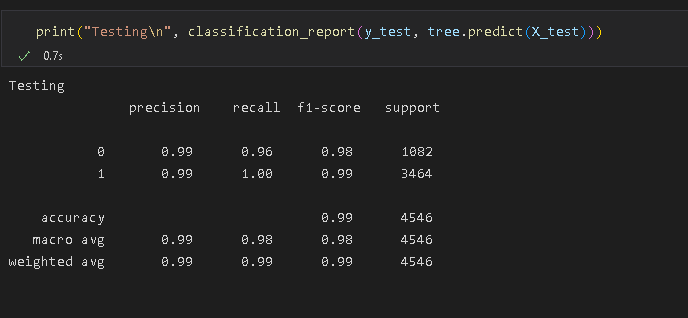 print("Testing\n", classification_report(y_test, tree.predict(X_test)))
0.7s
Testing
precision recall f1-score support
0 0.99 0.96 0.98 1082
1 0.99 1.00 0.99 3464
accuracy 0.99 4546
macro avg 0.99 0.98 0.98 4546
weighted avg 0.99 0.99 0.99 4546